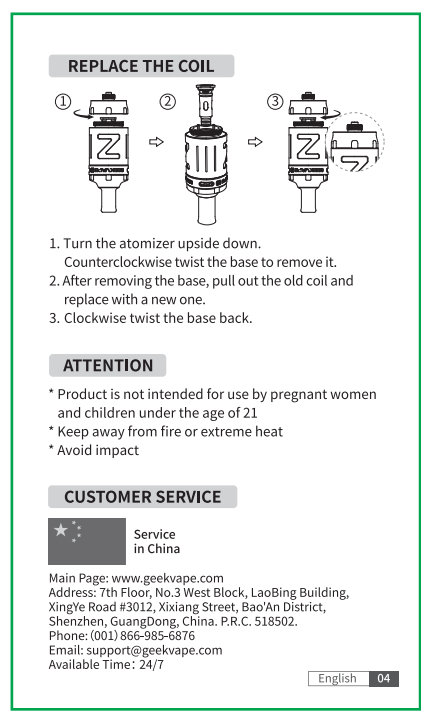 REPLACE THE COIL
① ② ③
1. Turn the atomizer upside down.
Counterclockwise twist the base to remove it.
2. After removing the base, pull out the old coil and
replace with a new one.
3. Clockwise twist the base back.
ATTENTION
* Product is not intended for use by pregnant women
and children under the age of 21
* Keep away from fire or extreme heat
* Avoid impact
CUSTOMER SERVICE
Service
in China
Main Page: www.geekvape.com
Address: 7th Floor, No.3 West Block, LaoBing Building,
XingYe Road #3012, Xixiang Street, Bao'An District,
Shenzhen, GuangDong, China. P.R.C. 518502.
Phone: (001) 866-985-6876
Email: support@geekvape.com
Available Time: 24/7
English 04